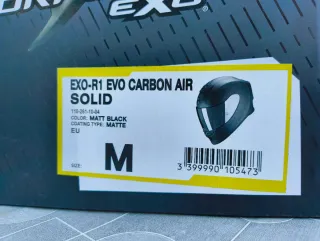 EXO
EXO-R1 EVO CARBON AIR
SOLID
COLOR: MATT BLACK
COATING TYPE: MATTE
EU
SIZE: M
3 399990 105473